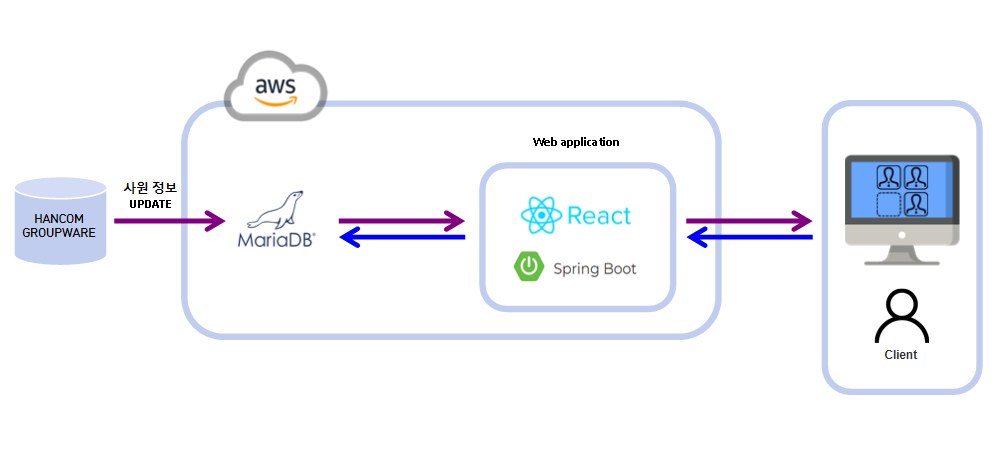 aws
Web application
사원 정보
UPDATE
HANCOM
GROUPWARE
MariaDB®
React
Spring Boot
Client